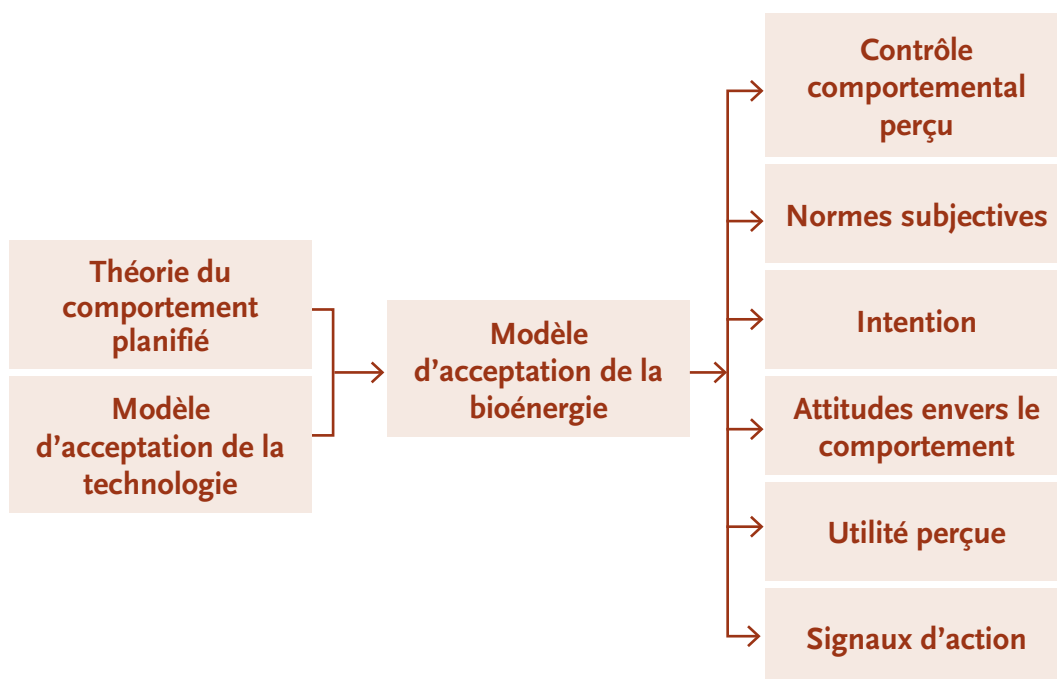 Théorie du
comportement
planifié
Modèle
d’acceptation de la
technologie
Modèle
d’acceptation de la
bioénergie
Contrôle
comportemental
perçu
Normes subjectives
Intention
Attitudes envers le
comportement
Utilité perçue
Signaux d’action